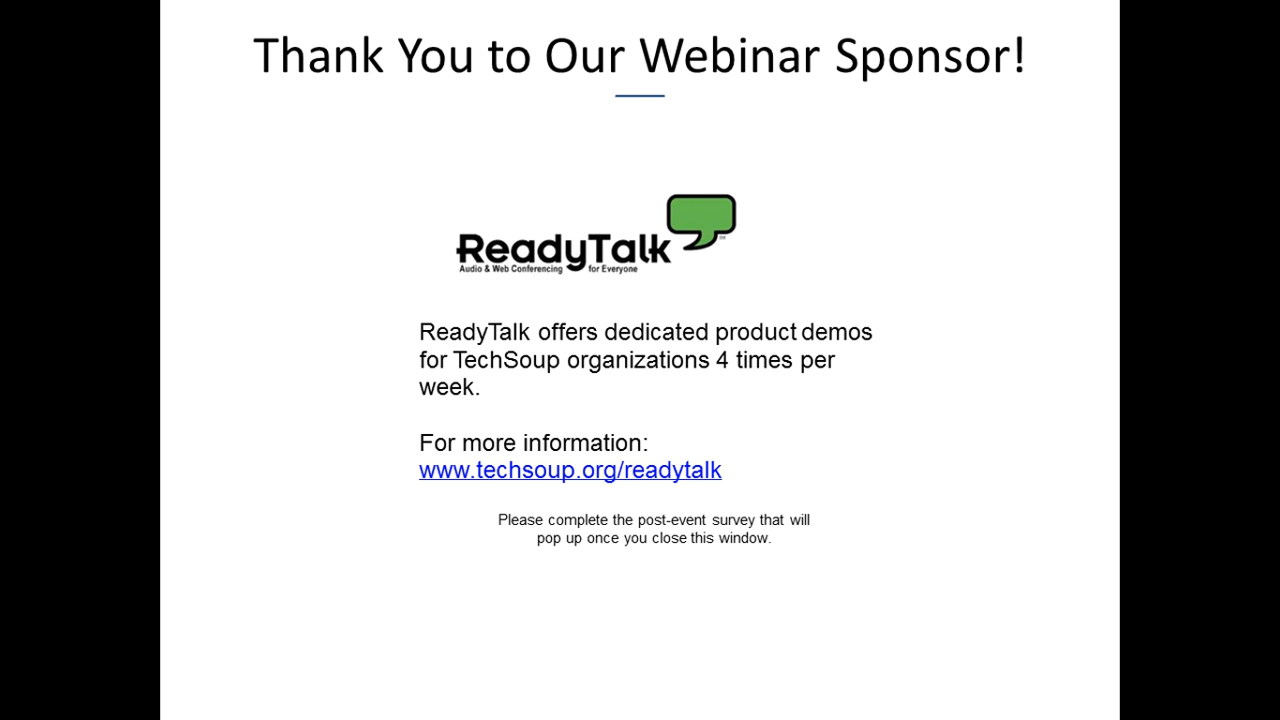 Thank You to Our Webinar Sponsor!
ReadyTalk
Audio & Web Conferencing for Everyone
ReadyTalk offers dedicated product demos
for TechSoup organizations 4 times per
week.
For more information:
www.techsoup.org/readytalk
Please complete the post-event survey that will
pop up once you close this window.